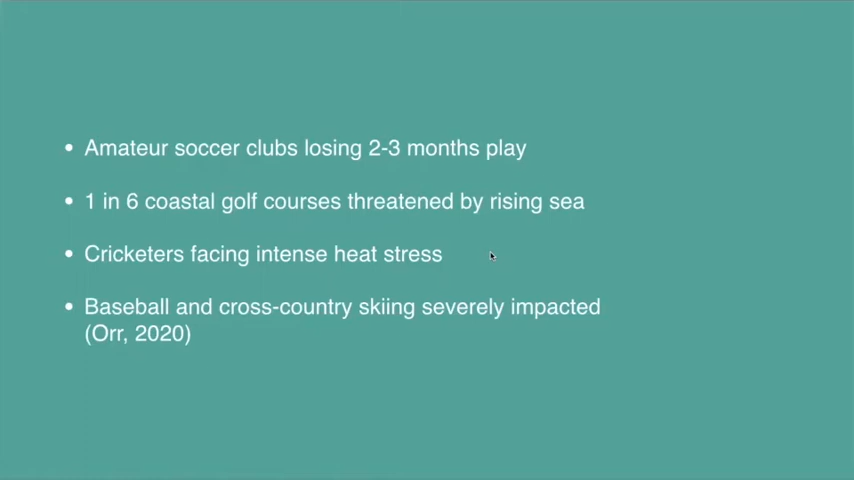 • Amateur soccer clubs losing 2-3 months play
• 1 in 6 coastal golf courses threatened by rising sea
• Cricketers facing intense heat stress
• Baseball and cross-country skiing severely impacted
(Orr, 2020)